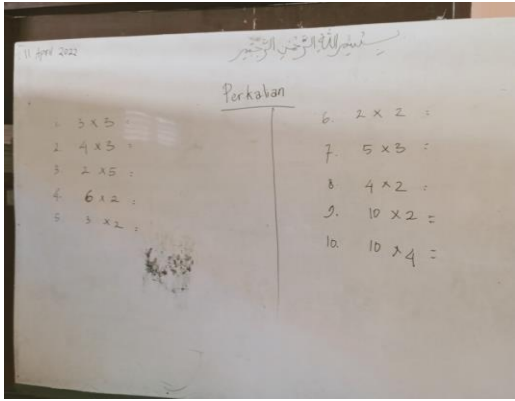 11 April 2022
بسم الله الرحمن الرحيم
Perkalian
1. 3 x 3 =
2. 4 x 3 =
3. 2 x 5 =
4. 6 x 2 =
5. 3 x 2 =
6. 2 x 2 =
7. 5 x 3 =
8. 4 x 2 =
9. 10 x 2 =
10. 10 x 4 =